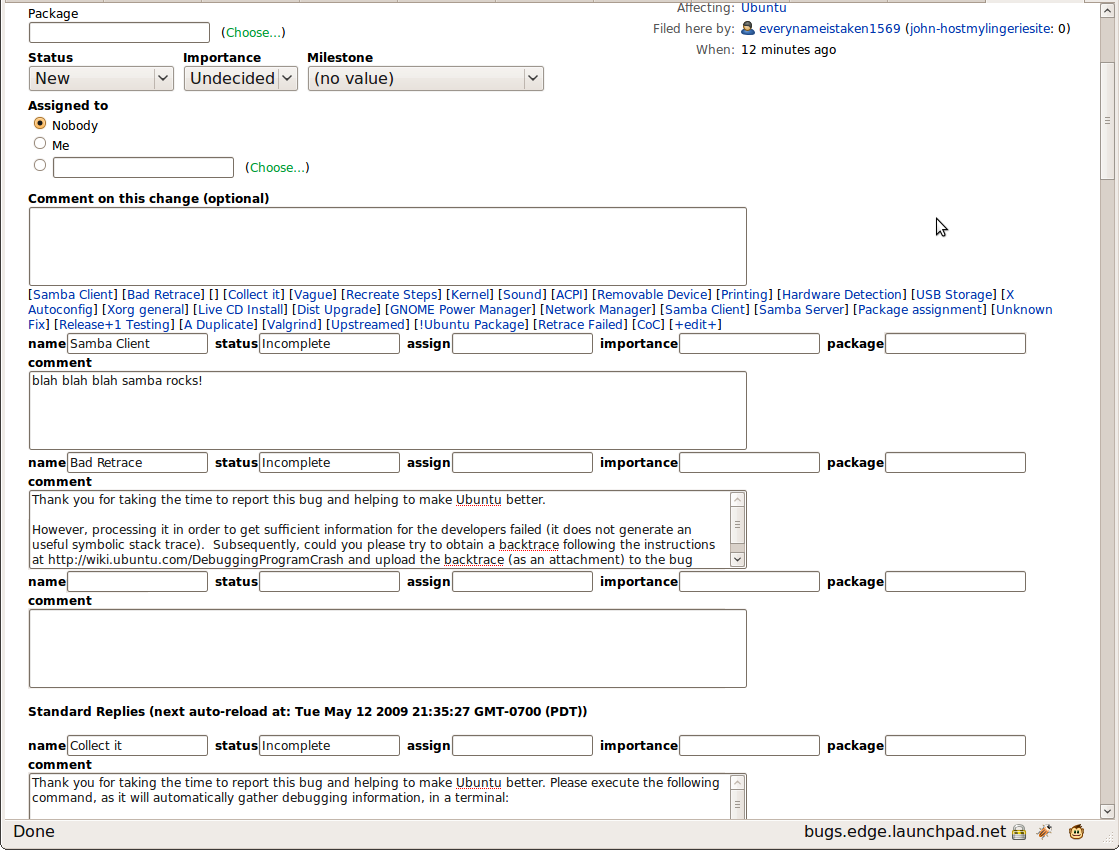 Affecting: Ubuntu
Package
(Choose...)
Filed here by: everynameistaken1569 (john-hostmylingeriesite: 0)
When: 12 minutes ago
Status Importance Milestone
New Undecided (no value)
Assigned to
Nobody
Me
(Choose...)
Comment on this change (optional)
[Samba Client] [Bad Retrace] [] [Collect it] [Vague] [Recreate Steps] [Kernel] [Sound] [ACPI] [Removable Device] [Printing] [Hardware Detection] [USB Storage] [X
Autoconfig] [Xorg general] [Live CD Install] [Dist Upgrade] [GNOME Power Manager] [Network Manager] [Samba Client] [Samba Server] [Package assignment] [Unknown
Fix] [Release+1 Testing] [A Duplicate] [Valgrind] [Upstreamed] [!Ubuntu Package] [Retrace Failed] [CoC] [+edit+]
name Samba Client status Incomplete assign importance package
comment
blah blah blah samba rocks!
name Bad Retrace status Incomplete assign importance package
comment
Thank you for taking the time to report this bug and helping to make Ubuntu better.
However, processing it in order to get sufficient information for the developers failed (it does not generate an
useful symbolic stack trace).  Subsequently, could you please try to obtain a backtrace following the instructions
at http://wiki.ubuntu.com/DebuggingProgramCrash and upload the backtrace (as an attachment) to the bug
name status assign importance package
comment
Standard Replies (next auto-reload at: Tue May 12 2009 21:35:27 GMT-0700 (PDT))
name Collect it status Incomplete assign importance package
comment
Thank you for taking the time to report this bug and helping to make Ubuntu better. Please execute the following
command, as it will automatically gather debugging information, in a terminal:
Done bugs.edge.launchpad.net